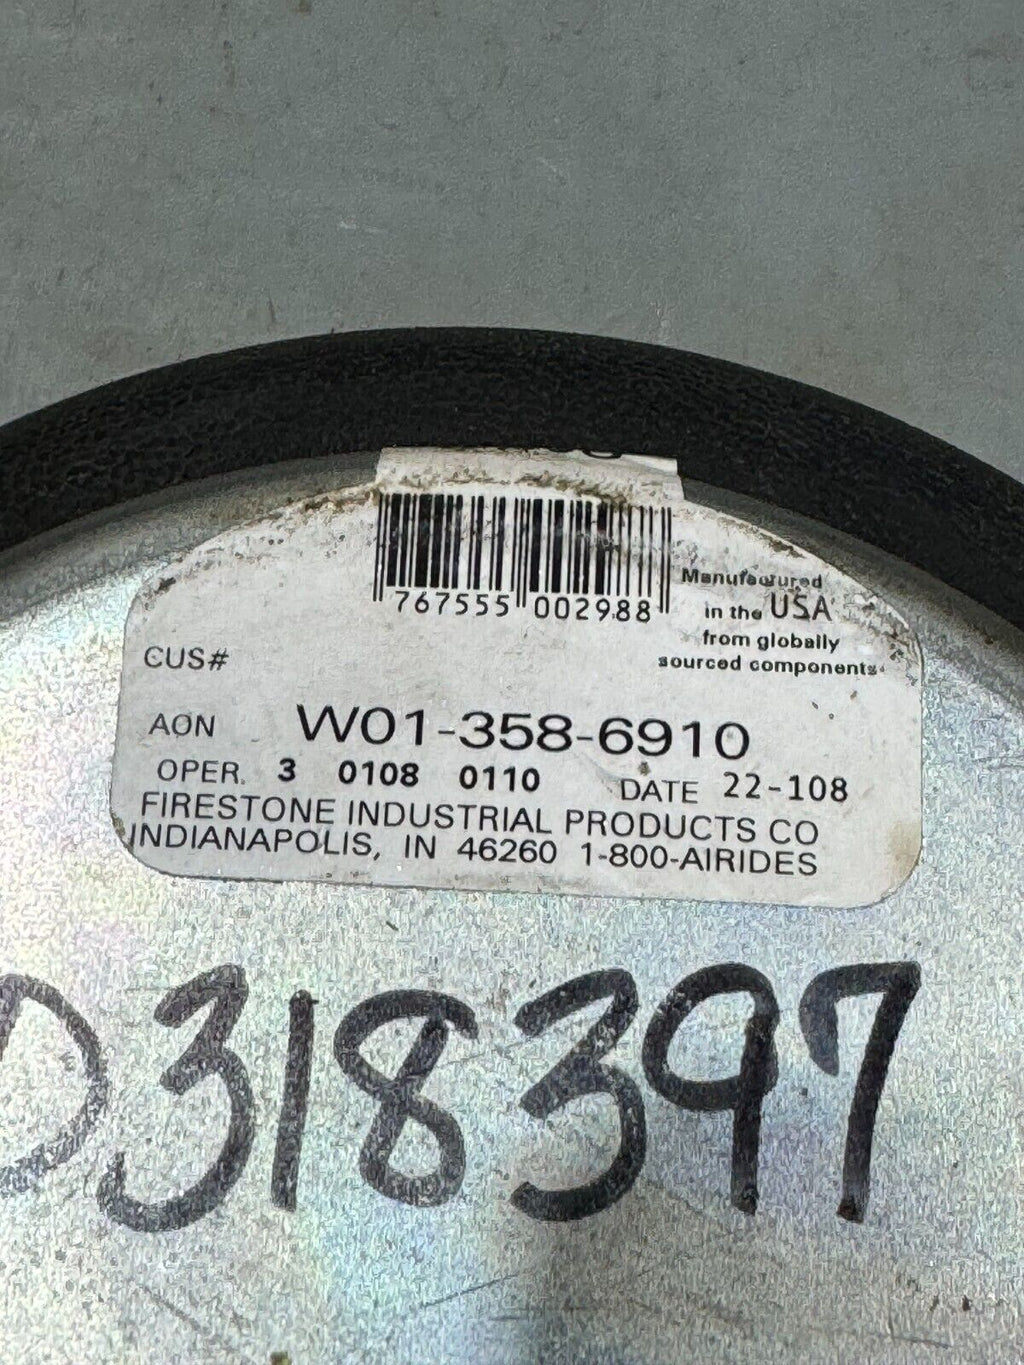 767555 002988
Manufactured
in the USA
from globally
sourced components
CUS#
AON W01-358-6910
OPER. 3 0108 0110 DATE 22-108
FIRESTONE INDUSTRIAL PRODUCTS CO
INDIANAPOLIS, IN 46260 1-800-AIRIDES
318397